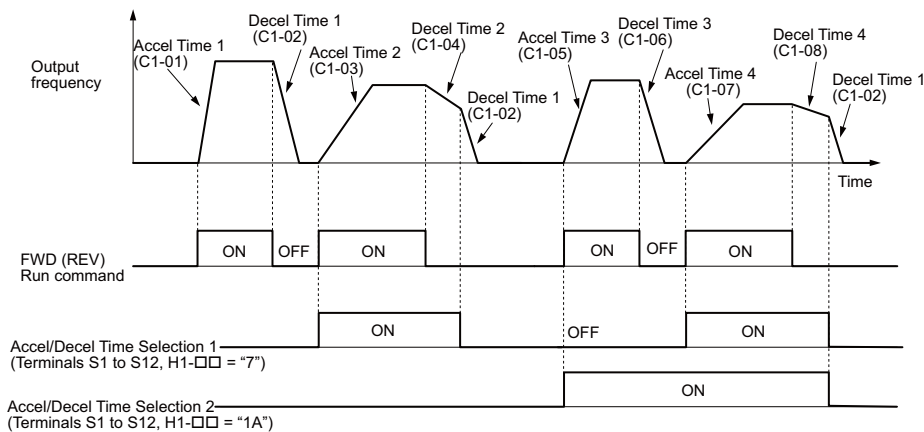 Accel Time 1
(C1-01)
Decel Time 1
(C1-02)
Accel Time 2
(C1-03)
Decel Time 2
(C1-04)
Decel Time 1
(C1-02)
Accel Time 3
(C1-05)
Decel Time 3
(C1-06)
Accel Time 4
(C1-07)
Decel Time 4
(C1-08)
Decel Time 1
(C1-02)
Output
frequency
Time
FWD (REV)
Run command
ON
OFF
ON
ON
OFF
ON
Accel/Decel Time Selection 1
(Terminals S1 to S12, H1-□□ = “7”)
ON
OFF
ON
Accel/Decel Time Selection 2
(Terminals S1 to S12, H1-□□ = “1A”)
ON